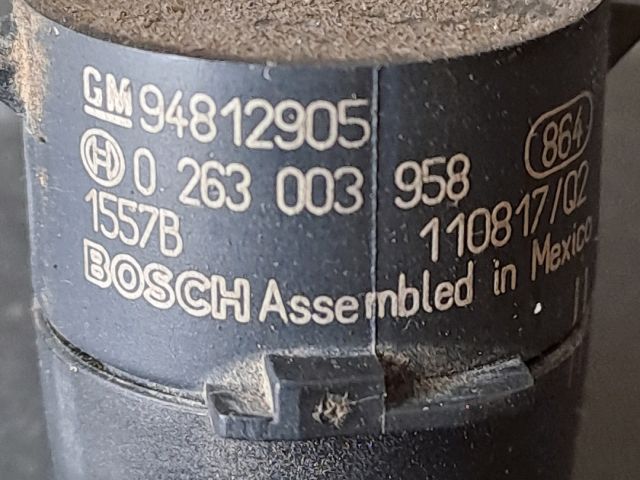 GM 94812905
0 263 003 958 864
1557B 110817/Q2
BOSCH Assembled in Mexico